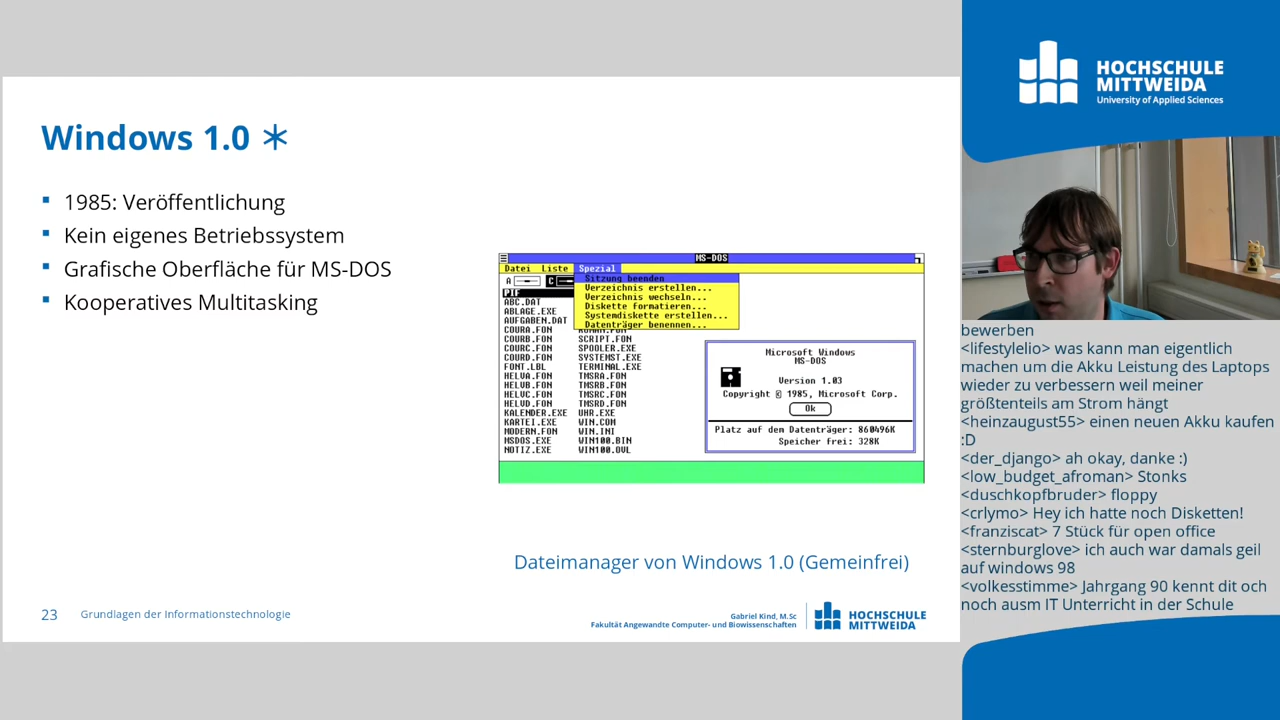 Windows 1.0 ✳
▪ 1985: Veröffentlichung
▪ Kein eigenes Betriebssystem
▪ Grafische Oberfläche für MS-DOS
▪ Kooperatives Multitasking
MS-DOS
Datei Liste Spezial
Sitzung beenden
Verzeichnis erstellen...
Verzeichnis wechseln...
Diskette formatieren...
Systemdiskette erstellen...
Datenträger benennen...
A C
PIF
ABC.DAT
ABLAGE.EXE
AUFGABEN.DAT
COURA.FON ROMAN.FON
COURB.FON SCRIPT.FON
COURC.FON SPOOLER.EXE
COURD.FON SYSTEMST.EXE
FONT.LBL TERMINAL.EXE
HELVA.FON TMSRA.FON
HELVB.FON TMSRB.FON
HELVC.FON TMSRC.FON
HELVD.FON TMSRD.FON
KALENDER.EXE UHR.EXE
KARTEI.EXE WIN.COM
MODERN.FON WIN.INI
MSDOS.EXE WIN100.BIN
NOTIZ.EXE WIN100.OVL
Microsoft Windows
MS-DOS
Version 1.03
Copyright © 1985, Microsoft Corp.
Ok
Platz auf dem Datenträger: 860496K
Speicher frei: 328K
Dateimanager von Windows 1.0 (Gemeinfrei)
23 Grundlagen der Informationstechnologie
Gabriel Kind, M.Sc
Fakultät Angewandte Computer- und Biowissenschaften
HOCHSCHULE
MITTWEIDA
HOCHSCHULE
MITTWEIDA
University of Applied Sciences
bewerben
<lifestylelio> was kann man eigentlich
machen um die Akku Leistung des Laptops
wieder zu verbessern weil meiner
größtenteils am Strom hängt
<heinzaugust55> einen neuen Akku kaufen
:D
<der_django> ah okay, danke :)
<low_budget_afroman> Stonks
<duschkopfbruder> floppy
<crlymo> Hey ich hatte noch Disketten!
<franziscat> 7 Stück für open office
<sternburglove> ich auch war damals geil
auf windows 98
<volkesstimme> Jahrgang 90 kennt dit och
noch ausm IT Unterricht in der Schule